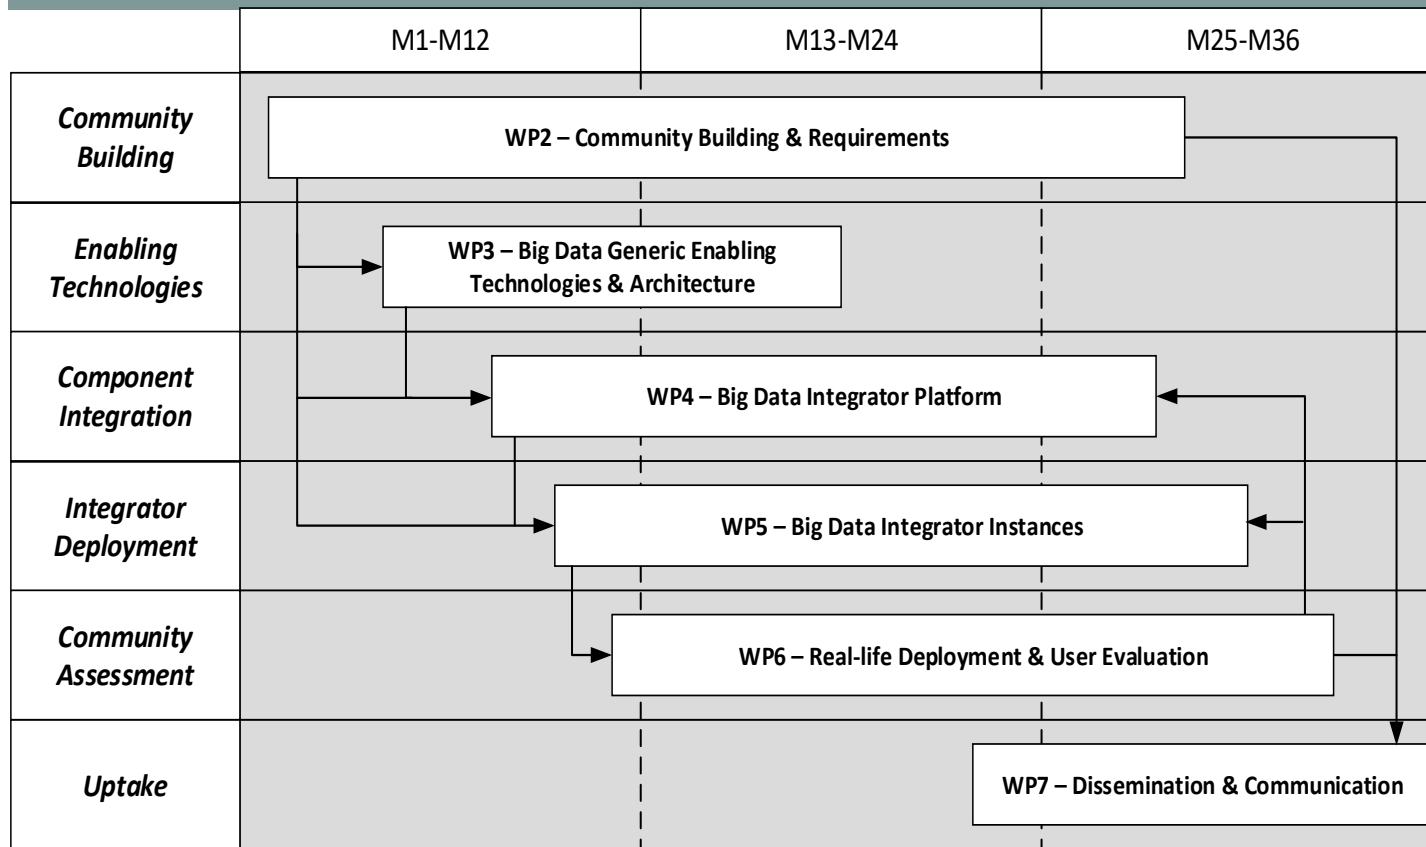 M1-M12
M13-M24
M25-M36
Community
Building
WP2 – Community Building & Requirements
Enabling
Technologies
WP3 – Big Data Generic Enabling
Technologies & Architecture
Component
Integration
WP4 – Big Data Integrator Platform
Integrator
Deployment
WP5 – Big Data Integrator Instances
Community
Assessment
WP6 – Real-life Deployment & User Evaluation
Uptake
WP7 – Dissemination & Communication